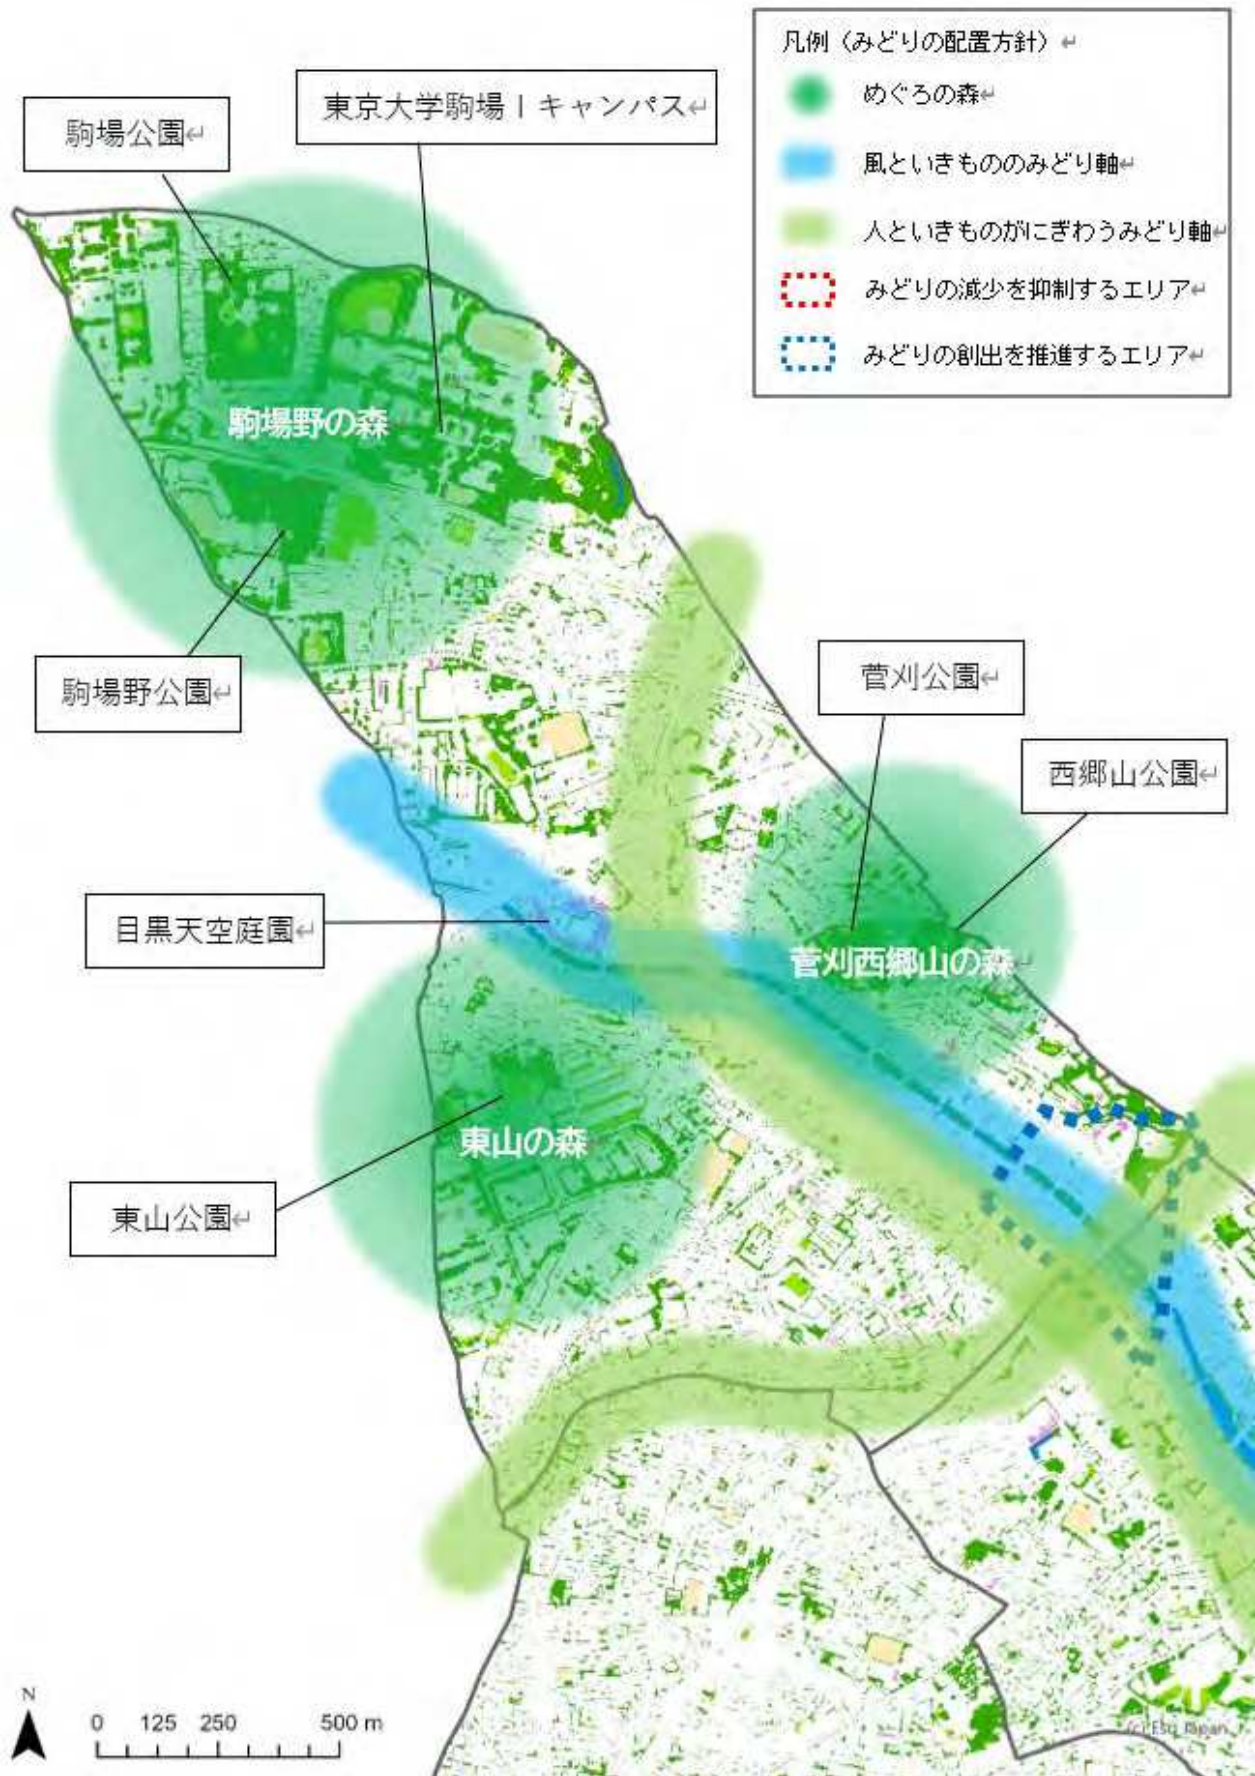 凡例（みどりの配置方針）↵
めぐろの森↵
風といきもののみどり軸↵
人といきものがにぎわうみどり軸↵
みどりの減少を抑制するエリア↵
みどりの創出を推進するエリア↵
東京大学駒場Ⅰキャンパス↵
駒場公園↵
駒場野の森
駒場野公園↵
菅刈公園↵
西郷山公園↵
目黒天空庭園↵
菅刈西郷山の森
東山の森
東山公園↵
N
0 125 250 500 m
(c) Esri Japan